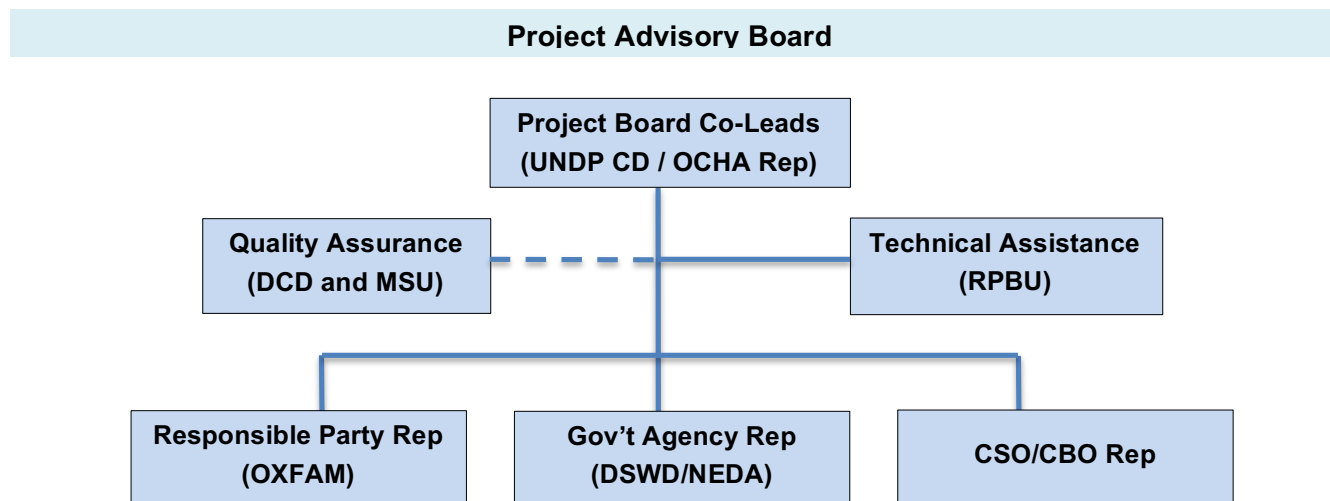 Project Advisory Board
Project Board Co-Leads
(UNDP CD / OCHA Rep)
Quality Assurance
(DCD and MSU)
Technical Assistance
(RPBU)
Responsible Party Rep
(OXFAM)
Gov’t Agency Rep
(DSWD/NEDA)
CSO/CBO Rep